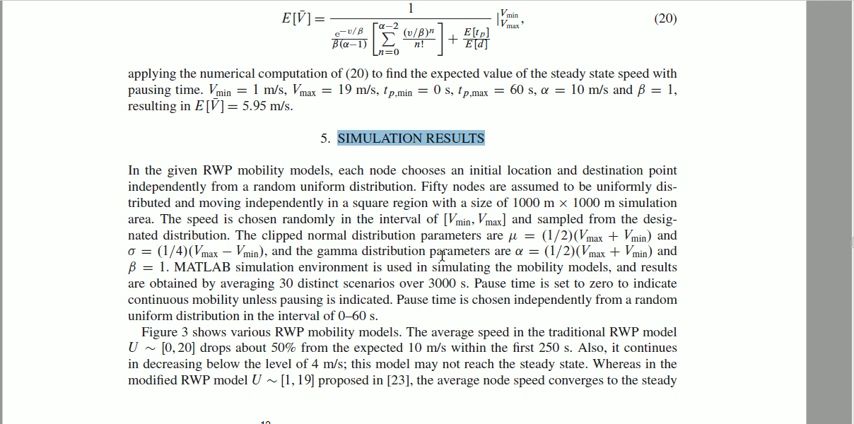 E[V̄] = 1 / ( e^{−v/β} / β(α−1) [ ∑_{n=0}^{α−2} (v/β)^n / n! ] + E[t_p] / E[d] ) |^{V_min}_{V_max}, (20)
applying the numerical computation of (20) to find the expected value of the steady state speed with
pausing time. V_min = 1 m/s, V_max = 19 m/s, t_{p,min} = 0 s, t_{p,max} = 60 s, α = 10 m/s and β = 1,
resulting in E[V̄] = 5.95 m/s.
5. SIMULATION RESULTS
In the given RWP mobility models, each node chooses an initial location and destination point
independently from a random uniform distribution. Fifty nodes are assumed to be uniformly dis-
tributed and moving independently in a square region with a size of 1000 m × 1000 m simulation
area. The speed is chosen randomly in the interval of [V_min, V_max] and sampled from the desig-
nated distribution. The clipped normal distribution parameters are μ = (1/2)(V_max + V_min) and
σ = (1/4)(V_max − V_min), and the gamma distribution parameters are α = (1/2)(V_max + V_min) and
β = 1. MATLAB simulation environment is used in simulating the mobility models, and results
are obtained by averaging 30 distinct scenarios over 3000 s. Pause time is set to zero to indicate
continuous mobility unless pausing is indicated. Pause time is chosen independently from a random
uniform distribution in the interval of 0–60 s.
Figure 3 shows various RWP mobility models. The average speed in the traditional RWP model
U ∼ [0, 20] drops about 50% from the expected 10 m/s within the first 250 s. Also, it continues
in decreasing below the level of 4 m/s; this model may not reach the steady state. Whereas in the
modified RWP model U ∼ [1, 19] proposed in [23], the average node speed converges to the steady